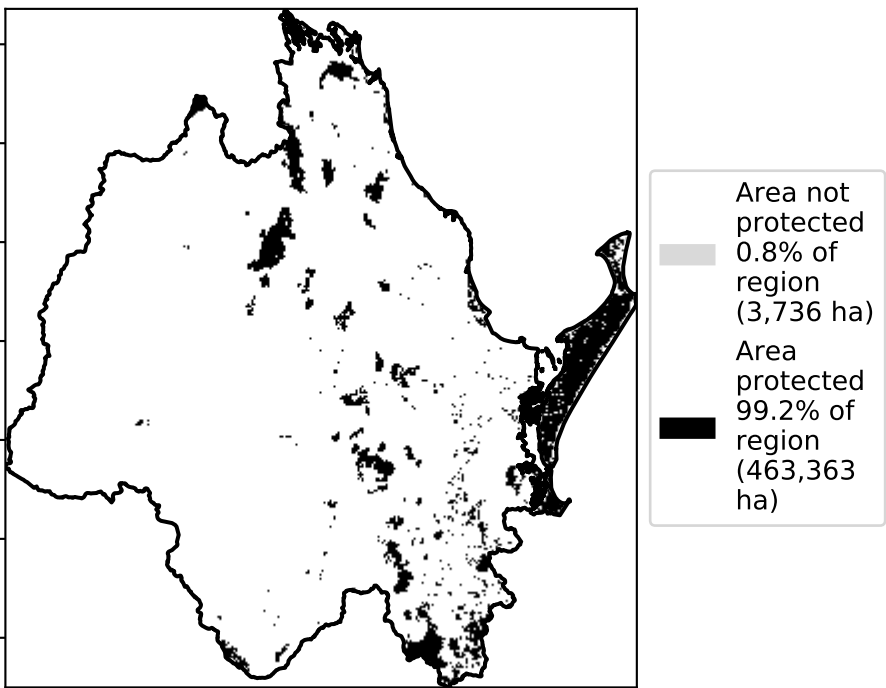 Area not
protected
0.8% of
region
(3,736 ha)
Area
protected
99.2% of
region
(463,363
ha)